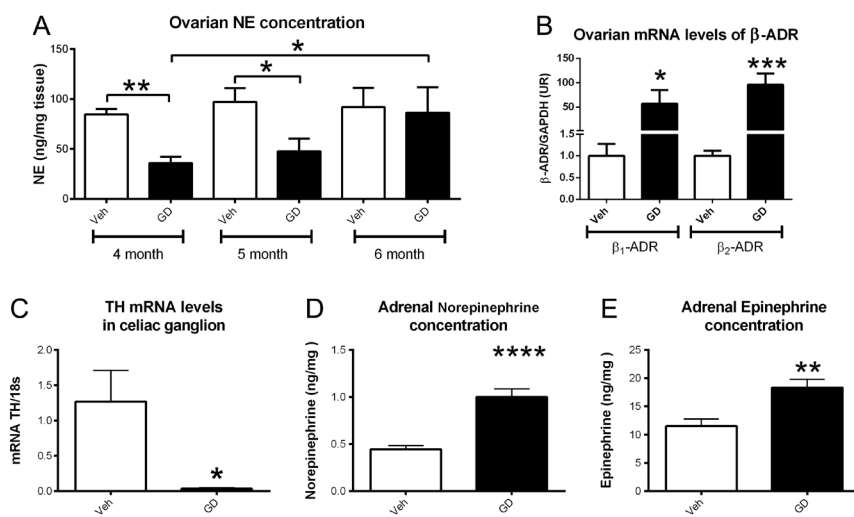 A
Ovarian NE concentration
NE (ng/mg tissue)
150
100
50
0
**
*
*
Veh
GD
Veh
GD
Veh
GD
4 month
5 month
6 month
B
Ovarian mRNA levels of β-ADR
β-ADR/GAPDH (UR)
100
50
1.5
1.0
0.5
0.0
*
***
Veh
GD
Veh
GD
β₁-ADR
β₂-ADR
C
TH mRNA levels
in celiac ganglion
mRNA TH/18s
2.0
1.5
1.0
0.5
0.0
*
Veh
GD
D
Adrenal Norepinephrine
concentration
Norepinephrine (ng/mg )
1.5
1.0
0.5
0.0
****
Veh
GD
E
Adrenal Epinephrine
concentration
Epinephrine (ng/mg )
25
20
15
10
5
0
**
Veh
GD